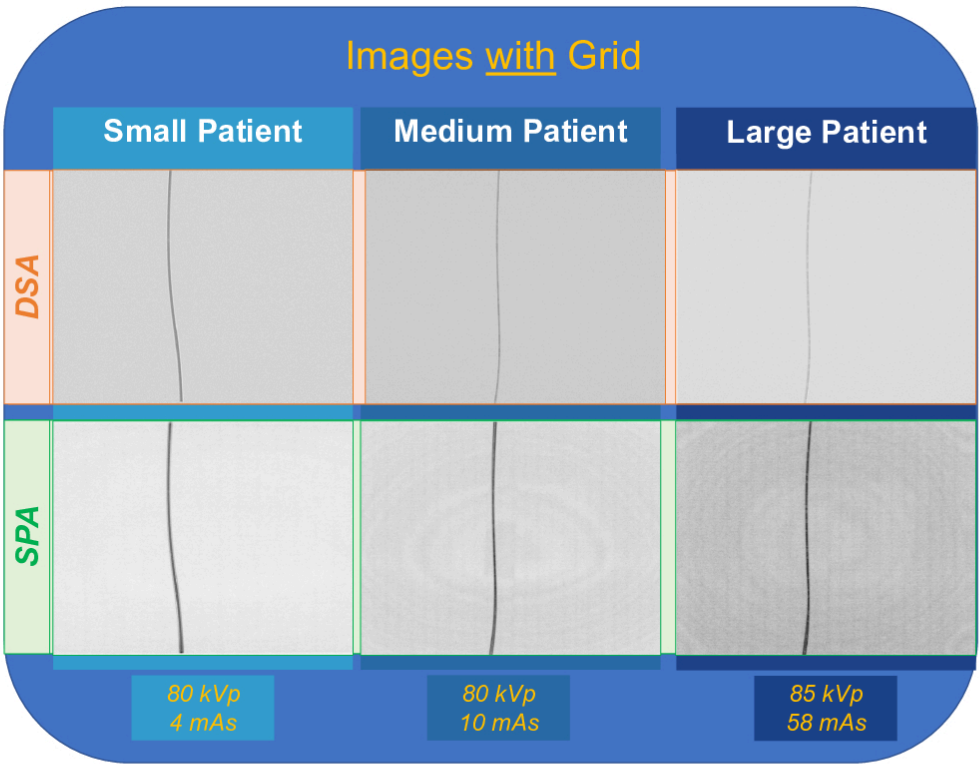 Images with Grid
Small Patient
Medium Patient
Large Patient
DSA
SPA
80 kVp
4 mAs
80 kVp
10 mAs
85 kVp
58 mAs